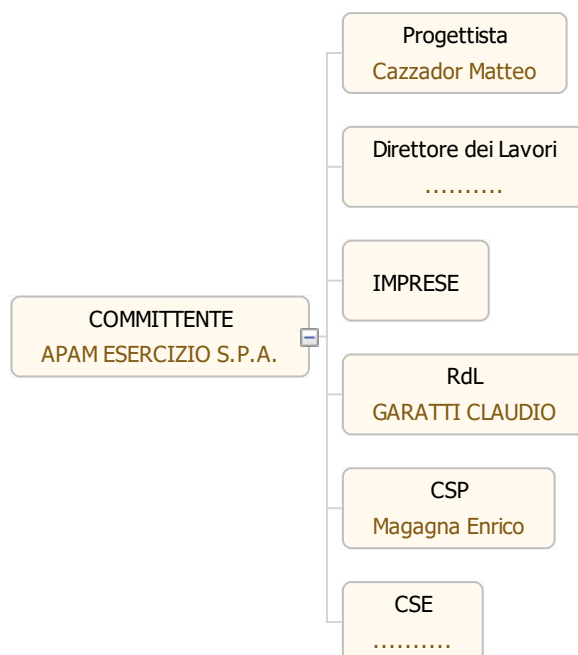 Progettista
Cazzador Matteo
Direttore dei Lavori
..........
IMPRESE
COMMITTENTE
APAM ESERCIZIO S.P.A.
RdL
GARATTI CLAUDIO
CSP
Magagna Enrico
CSE
..........